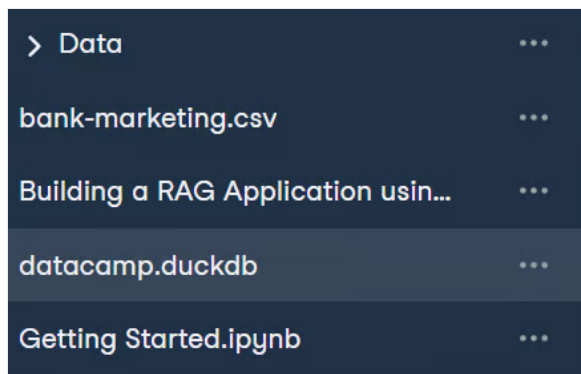 Data
bank-marketing.csv
Building a RAG Application usin...
datacamp.duckdb
Getting Started.ipynb